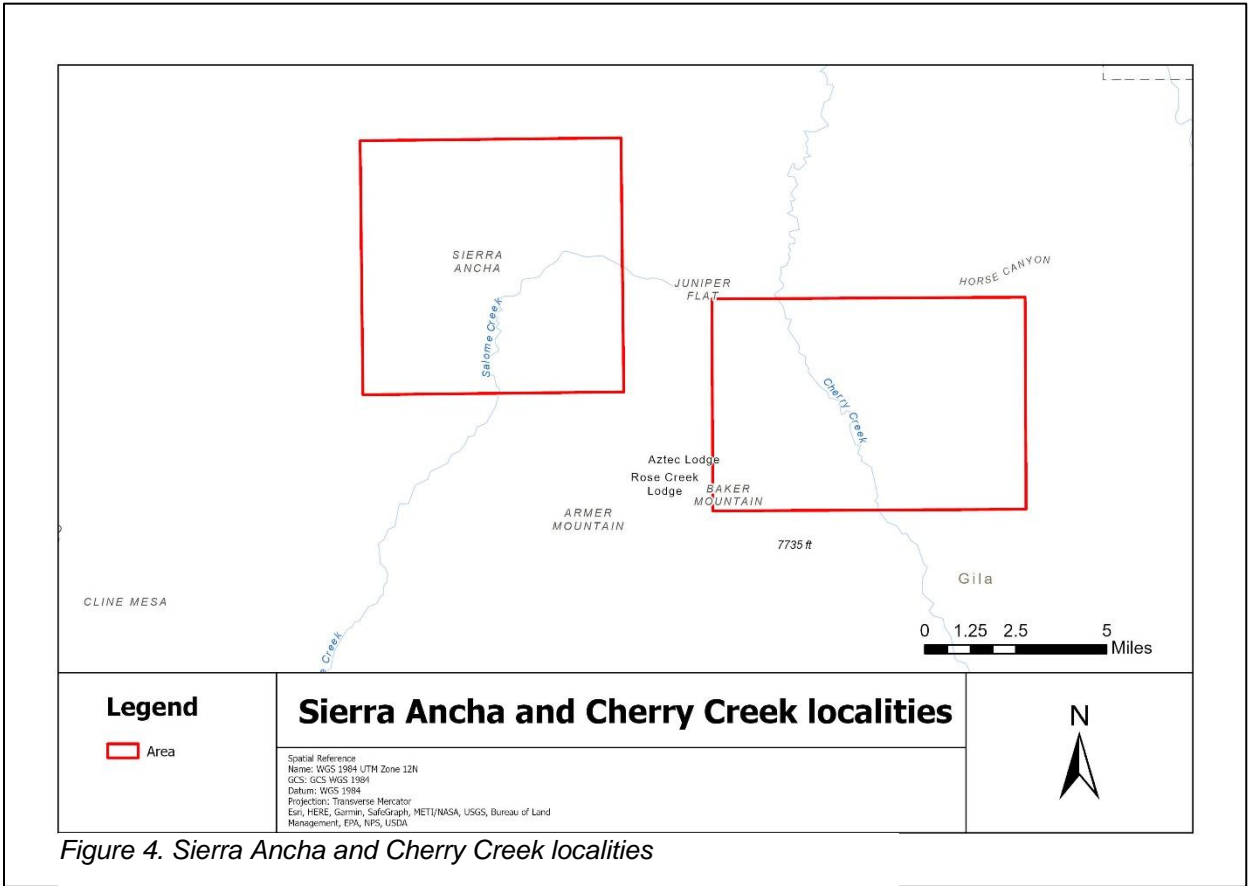 SIERRA
ANCHA
Salome Creek
JUNIPER
FLAT
HORSE CANYON
Cherry Creek
Aztec Lodge
Rose Creek
Lodge
BAKER
MOUNTAIN
ARMER
MOUNTAIN
7735 ft
Gila
CLINE MESA
e Creek
0 1.25 2.5 5
Miles
Legend
Area
Sierra Ancha and Cherry Creek localities
Spatial Reference
Name: WGS 1984 UTM Zone 12N
GCS: GCS WGS 1984
Datum: WGS 1984
Projection: Transverse Mercator
Esri, HERE, Garmin, SafeGraph, METI/NASA, USGS, Bureau of Land
Management, EPA, NPS, USDA
N
Figure 4. Sierra Ancha and Cherry Creek localities